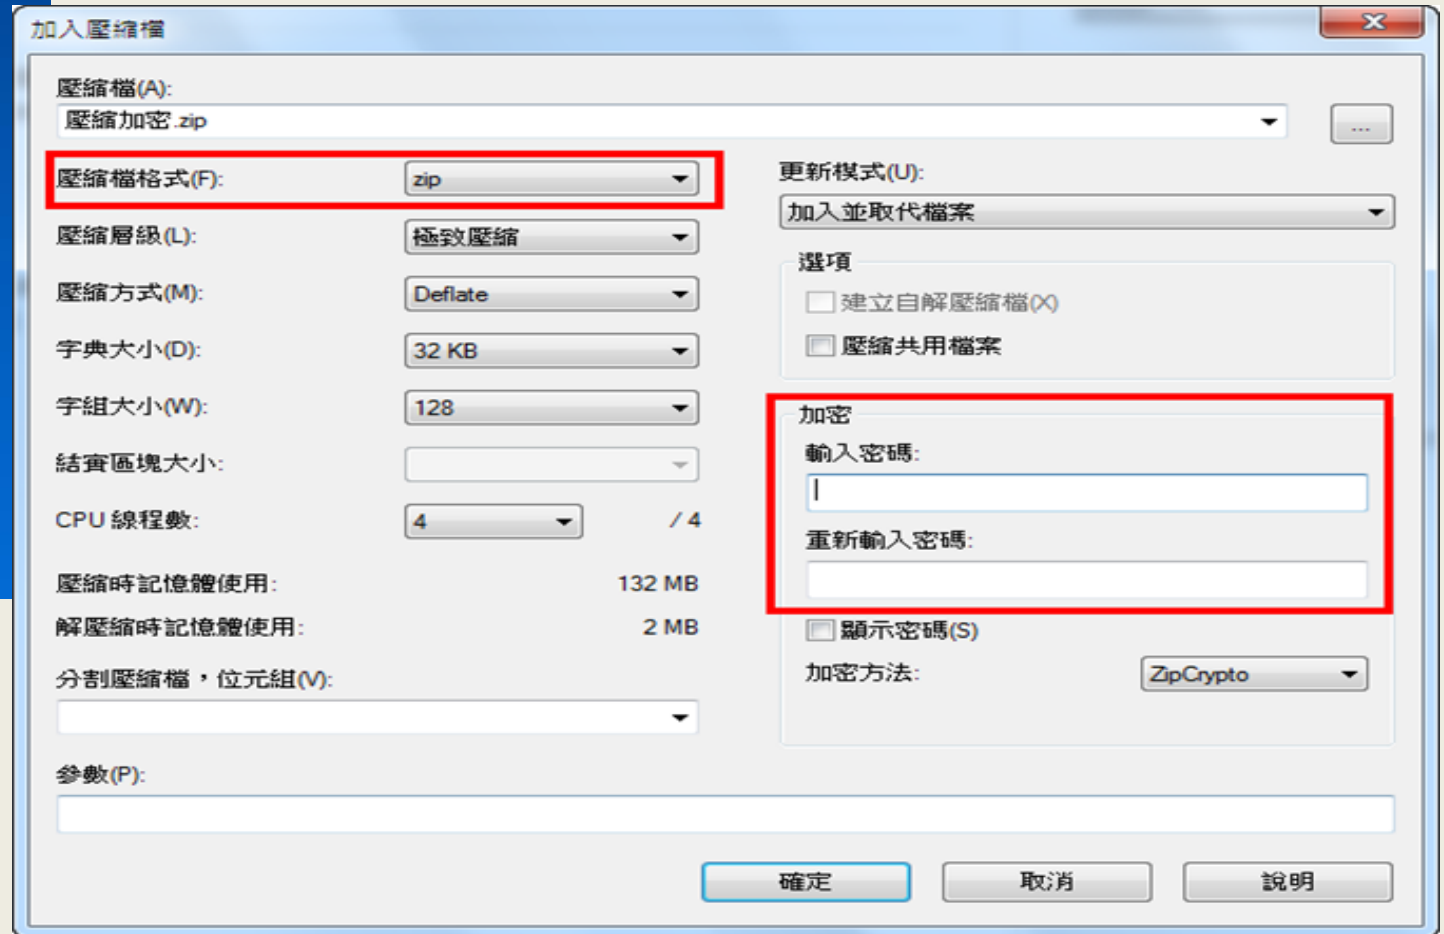 加入壓縮檔
壓縮檔(A):
壓縮加密.zip
...
壓縮檔格式(F):
zip
壓縮層級(L):
極致壓縮
壓縮方式(M):
Deflate
字典大小(D):
32 KB
字組大小(W):
128
結實區塊大小:
CPU 線程數:
4
/ 4
壓縮時記憶體使用:
132 MB
解壓縮時記憶體使用:
2 MB
分割壓縮檔，位元組(V):
更新模式(U):
加入並取代檔案
選項
建立自解壓縮檔(X)
壓縮共用檔案
加密
輸入密碼:
重新輸入密碼:
顯示密碼(S)
加密方法:
ZipCrypto
參數(P):
確定
取消
說明